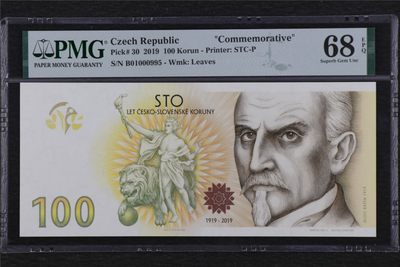 PMG
PAPER MONEY GUARANTY
Czech Republic "Commemorative"
Pick# 30 2019 100 Korun - Printer: STC-P
S/N B01000995 - Wmk: Leaves
68 EPQ
Superb Gem Unc
STO
LET ČESKO-SLOVENSKÉ KORUNY
100
1919 - 2019